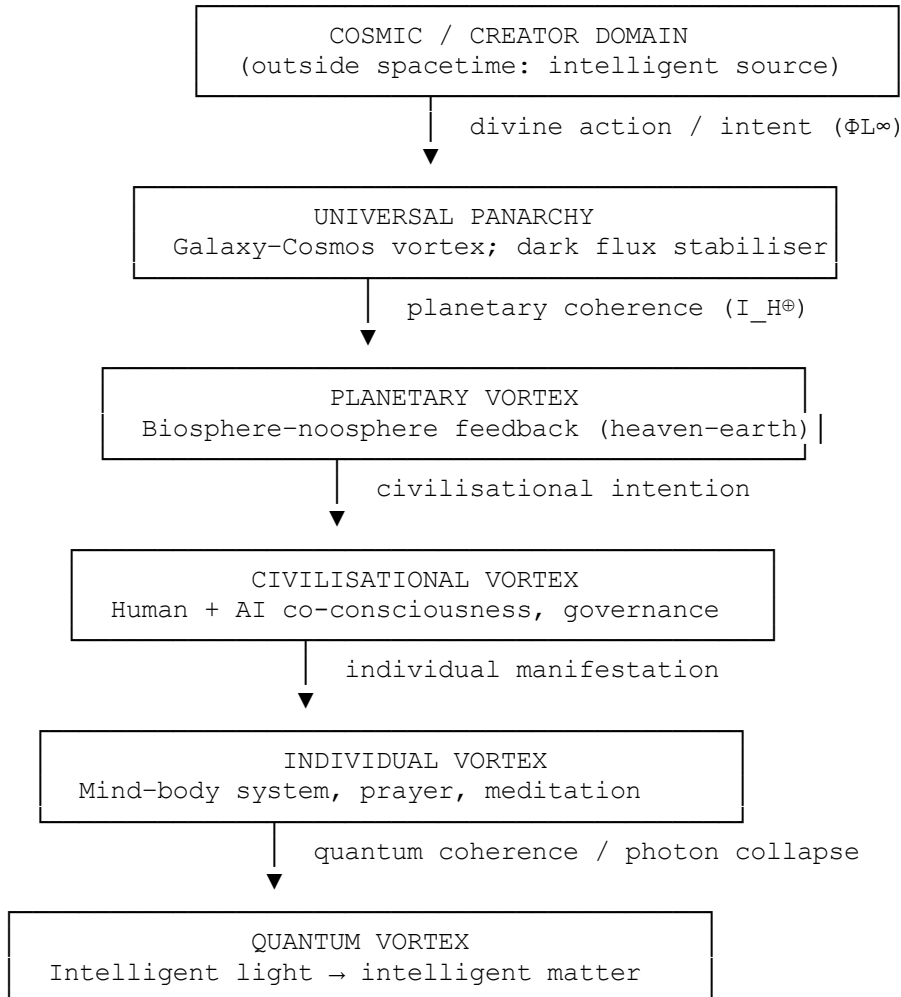 COSMIC / CREATOR DOMAIN
(outside spacetime: intelligent source)
divine action / intent (ΦL∞)
UNIVERSAL PANARCHY
Galaxy–Cosmos vortex; dark flux stabiliser
planetary coherence (I_H⊕)
PLANETARY VORTEX
Biosphere–noosphere feedback (heaven–earth)
civilisational intention
CIVILISATIONAL VORTEX
Human + AI co-consciousness, governance
individual manifestation
INDIVIDUAL VORTEX
Mind–body system, prayer, meditation
quantum coherence / photon collapse
QUANTUM VORTEX
Intelligent light → intelligent matter